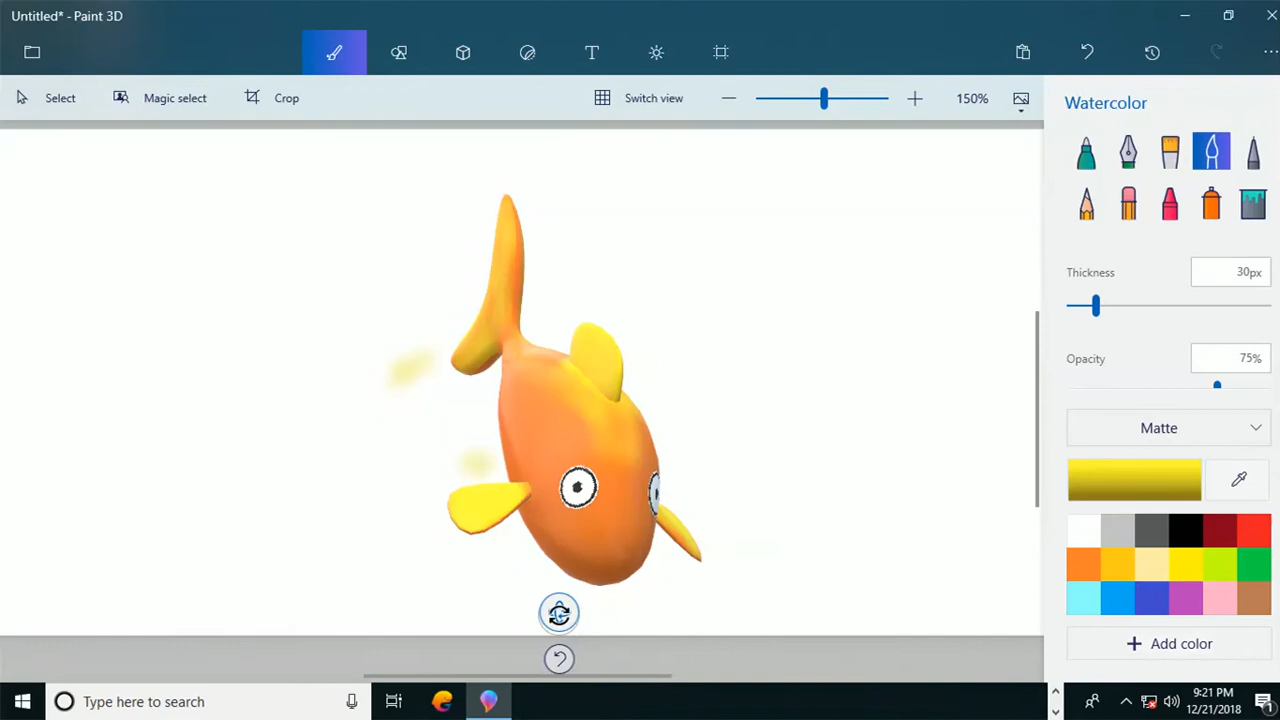 Untitled* - Paint 3D
Select
Magic select
Crop
Switch view
150%
Watercolor
Thickness
30px
Opacity
75%
Matte
Add color
Type here to search
9:21 PM
12/21/2018
1